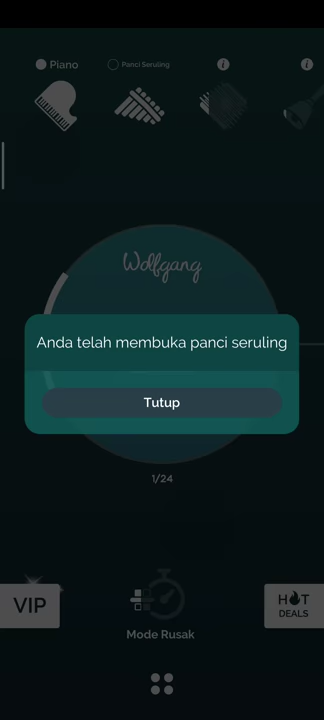 Piano
Panci Seruling
Wolfgang
Anda telah membuka panci seruling
Tutup
1/24
VIP
HOT
DEALS
Mode Rusak